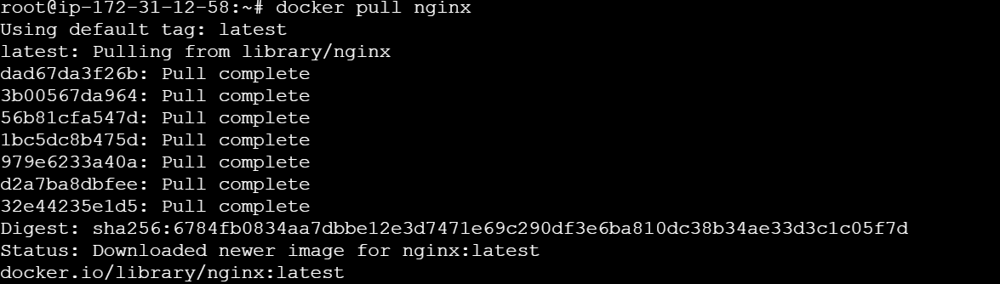 root@ip-172-31-12-58:~# docker pull nginx
Using default tag: latest
latest: Pulling from library/nginx
dad67da3f26b: Pull complete
3b00567da964: Pull complete
56b81cfa547d: Pull complete
1bc5dc8b475d: Pull complete
979e6233a40a: Pull complete
d2a7ba8dbfee: Pull complete
32e44235e1d5: Pull complete
Digest: sha256:6784fb0834aa7dbbe12e3d7471e69c290df3e6ba810dc38b34ae33d3c1c05f7d
Status: Downloaded newer image for nginx:latest
docker.io/library/nginx:latest